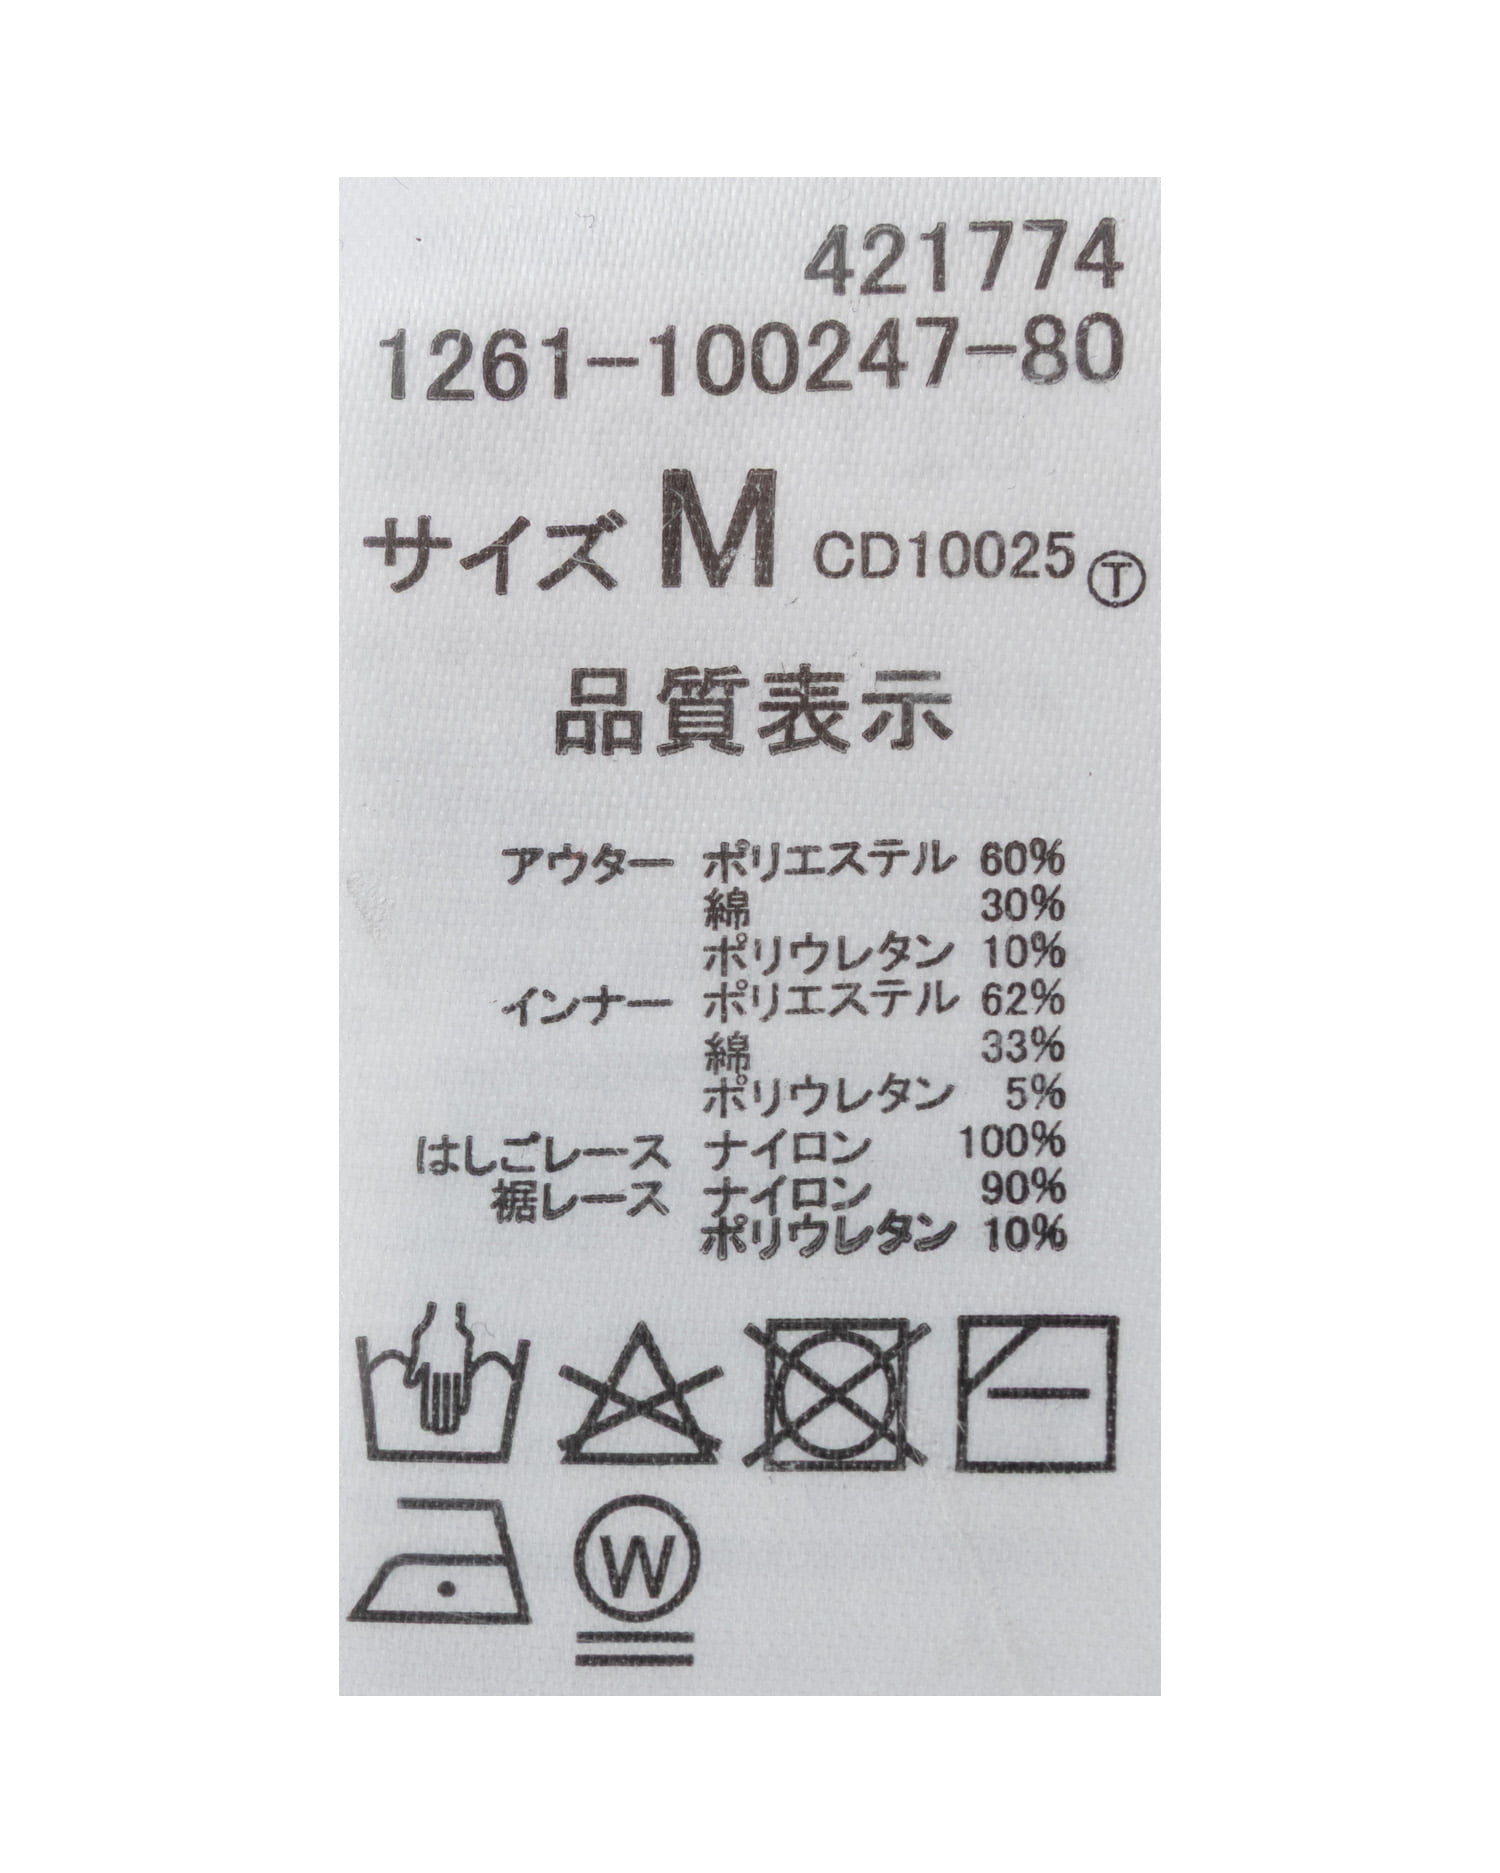 421774
1261-100247-80
サイズ M CD10025 Ⓣ
品質表示
アウター ポリエステル 60%
綿 30%
ポリウレタン 10%
インナー ポリエステル 62%
綿 33%
ポリウレタン 5%
はしごレース ナイロン 100%
裾レース ナイロン 90%
ポリウレタン 10%
W